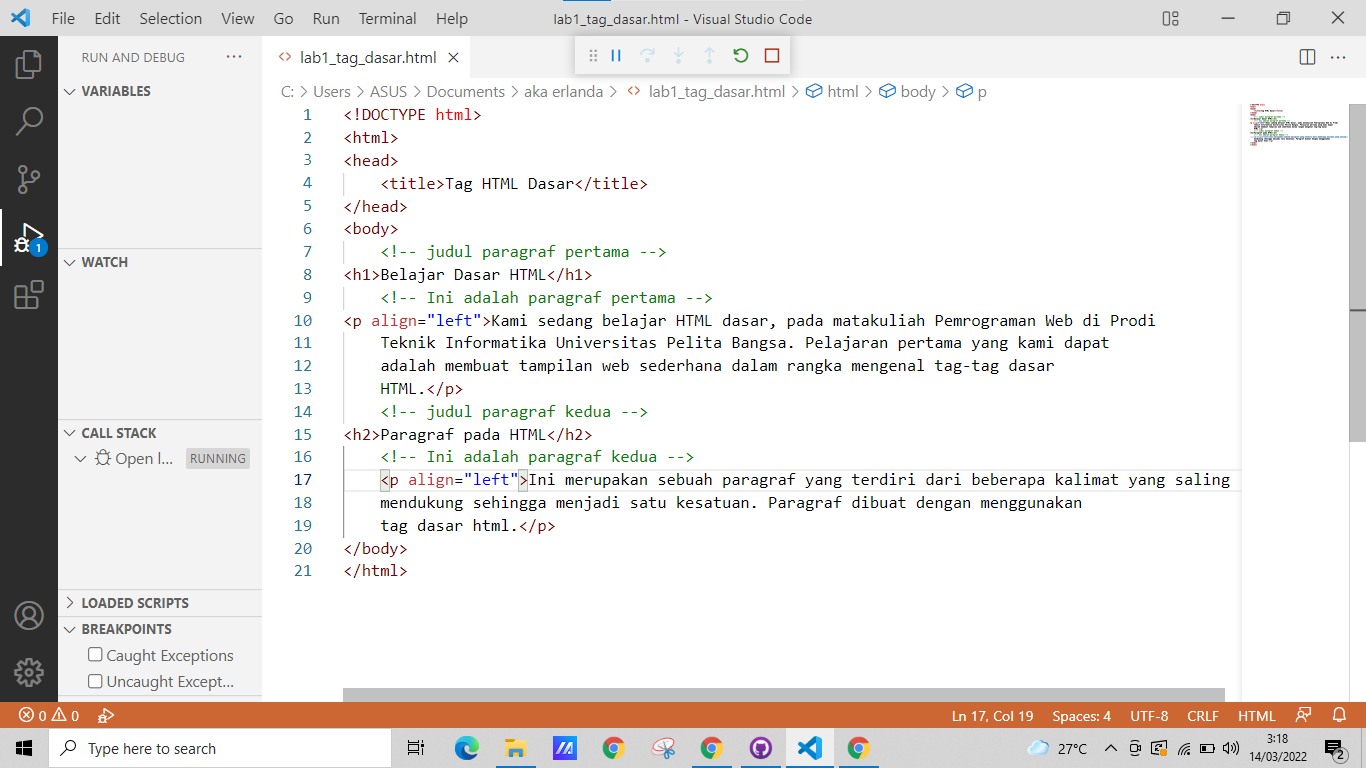 File Edit Selection View Go Run Terminal Help lab1_tag_dasar.html - Visual Studio Code
RUN AND DEBUG
lab1_tag_dasar.html
VARIABLES
C: > Users > ASUS > Documents > aka erlanda > lab1_tag_dasar.html > html > body > p
1 <!DOCTYPE html>
2 <html>
3 <head>
4 <title>Tag HTML Dasar</title>
5 </head>
6 <body>
7 <!-- judul paragraf pertama -->
8 <h1>Belajar Dasar HTML</h1>
9 <!-- Ini adalah paragraf pertama -->
10 <p align="left">Kami sedang belajar HTML dasar, pada matakuliah Pemrograman Web di Prodi
11 Teknik Informatika Universitas Pelita Bangsa. Pelajaran pertama yang kami dapat
12 adalah membuat tampilan web sederhana dalam rangka mengenal tag-tag dasar
13 HTML.</p>
14 <!-- judul paragraf kedua -->
15 <h2>Paragraf pada HTML</h2>
16 <!-- Ini adalah paragraf kedua -->
17 <p align="left">Ini merupakan sebuah paragraf yang terdiri dari beberapa kalimat yang saling
18 mendukung sehingga menjadi satu kesatuan. Paragraf dibuat dengan menggunakan
19 tag dasar html.</p>
20 </body>
21 </html>
WATCH
CALL STACK
Open l... RUNNING
LOADED SCRIPTS
BREAKPOINTS
Caught Exceptions
Uncaught Except...
1
0 0
Ln 17, Col 19 Spaces: 4 UTF-8 CRLF HTML
Type here to search
27°C
3:18
14/03/2022
2